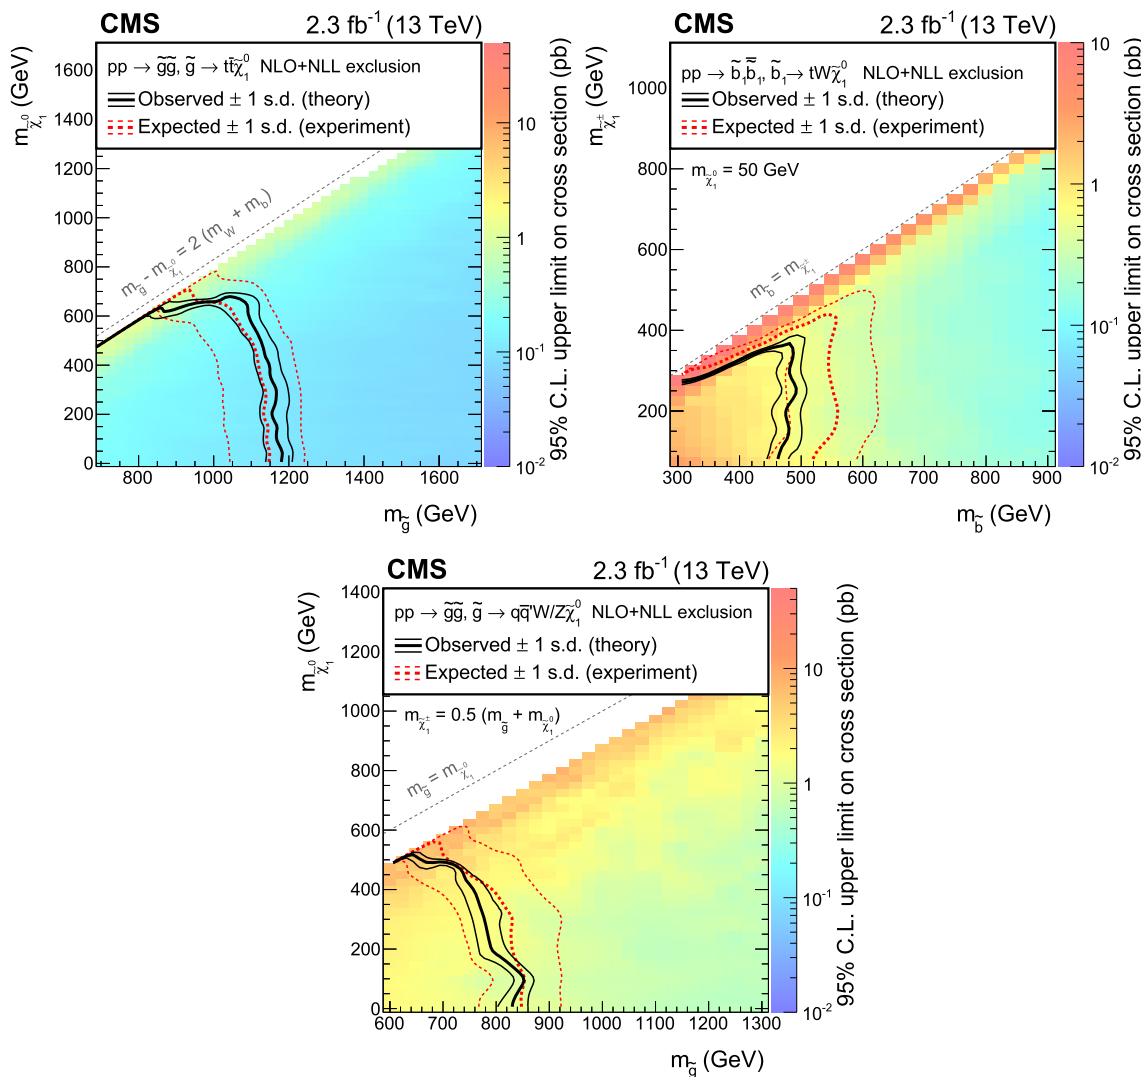 CMS 2.3 fb⁻¹ (13 TeV)
pp → g̃g̃, g̃ → tt̄χ̃⁰₁ NLO+NLL exclusion
Observed ± 1 s.d. (theory)
Expected ± 1 s.d. (experiment)
m_g̃ - m_χ̃⁰₁ = 2 (m_W + m_b)
m_χ̃⁰₁ (GeV)
1600
1400
1200
1000
800
600
400
200
0
800 1000 1200 1400 1600
m_g̃ (GeV)
10
1
10⁻¹
10⁻²
95% C.L. upper limit on cross section (pb)
CMS 2.3 fb⁻¹ (13 TeV)
pp → b̃₁b̃̄₁, b̃₁→ tWχ̃⁰₁ NLO+NLL exclusion
Observed ± 1 s.d. (theory)
Expected ± 1 s.d. (experiment)
m_χ̃⁰₁ = 50 GeV
m_b̃ = m_χ̃±₁
m_χ̃±₁ (GeV)
1000
800
600
400
200
300 400 500 600 700 800 900
m_b̃ (GeV)
10
1
10⁻¹
10⁻²
95% C.L. upper limit on cross section (pb)
CMS 2.3 fb⁻¹ (13 TeV)
pp → g̃g̃, g̃ → qq̄'W/Zχ̃⁰₁ NLO+NLL exclusion
Observed ± 1 s.d. (theory)
Expected ± 1 s.d. (experiment)
m_χ̃±₁ = 0.5 (m_g̃ + m_χ̃⁰₁)
m_g̃ = m_χ̃⁰₁
m_χ̃⁰₁ (GeV)
1400
1200
1000
800
600
400
200
0
600 700 800 900 1000 1100 1200 1300
m_g̃ (GeV)
10
1
10⁻¹
10⁻²
95% C.L. upper limit on cross section (pb)